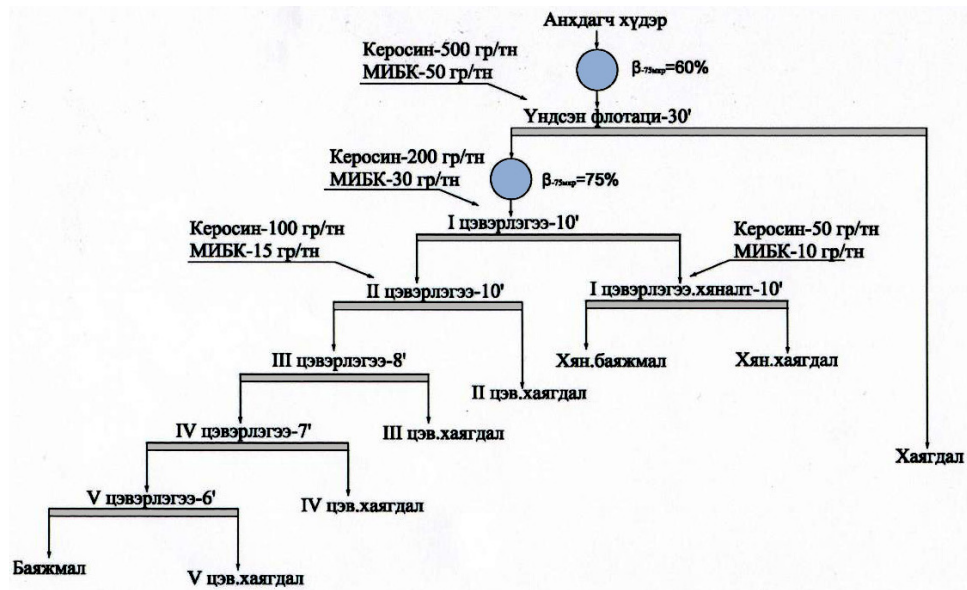 Анхдагч хүдэр
Керосин-500 гр/тн
МИБК-50 гр/тн
β-75мкр=60%
Үндсэн флотаци-30'
Керосин-200 гр/тн
МИБК-30 гр/тн
β-75мкр=75%
I цэвэрлэгээ-10'
Керосин-100 гр/тн
МИБК-15 гр/тн
Керосин-50 гр/тн
МИБК-10 гр/тн
II цэвэрлэгээ-10'
I цэвэрлэгээ.хяналт-10'
III цэвэрлэгээ-8'
Хян.баяжмал
Хян.хаягдал
II цэв.хаягдал
IV цэвэрлэгээ-7'
III цэв.хаягдал
Хаягдал
V цэвэрлэгээ-6'
IV цэв.хаягдал
Баяжмал
V цэв.хаягдал